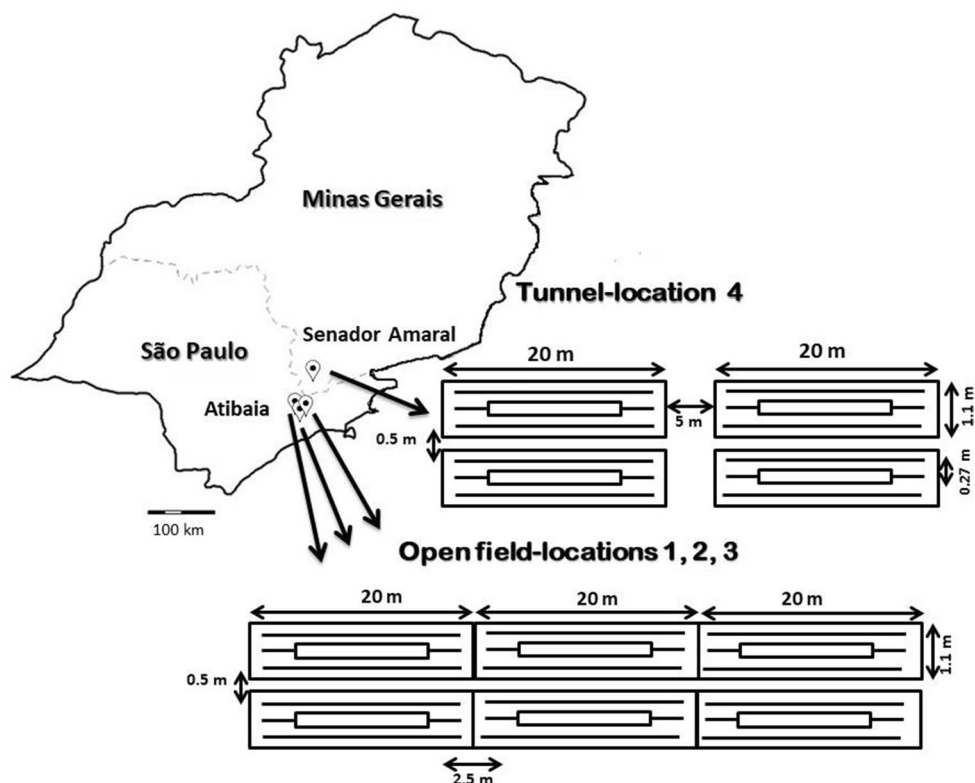 Minas Gerais
Tunnel-location 4
Senador Amaral
São Paulo
20 m
20 m
Atibaia
1.1 m
5 m
0.5 m
0.27 m
100 km
Open field-locations 1, 2, 3
20 m
20 m
20 m
1.1 m
0.5 m
2.5 m